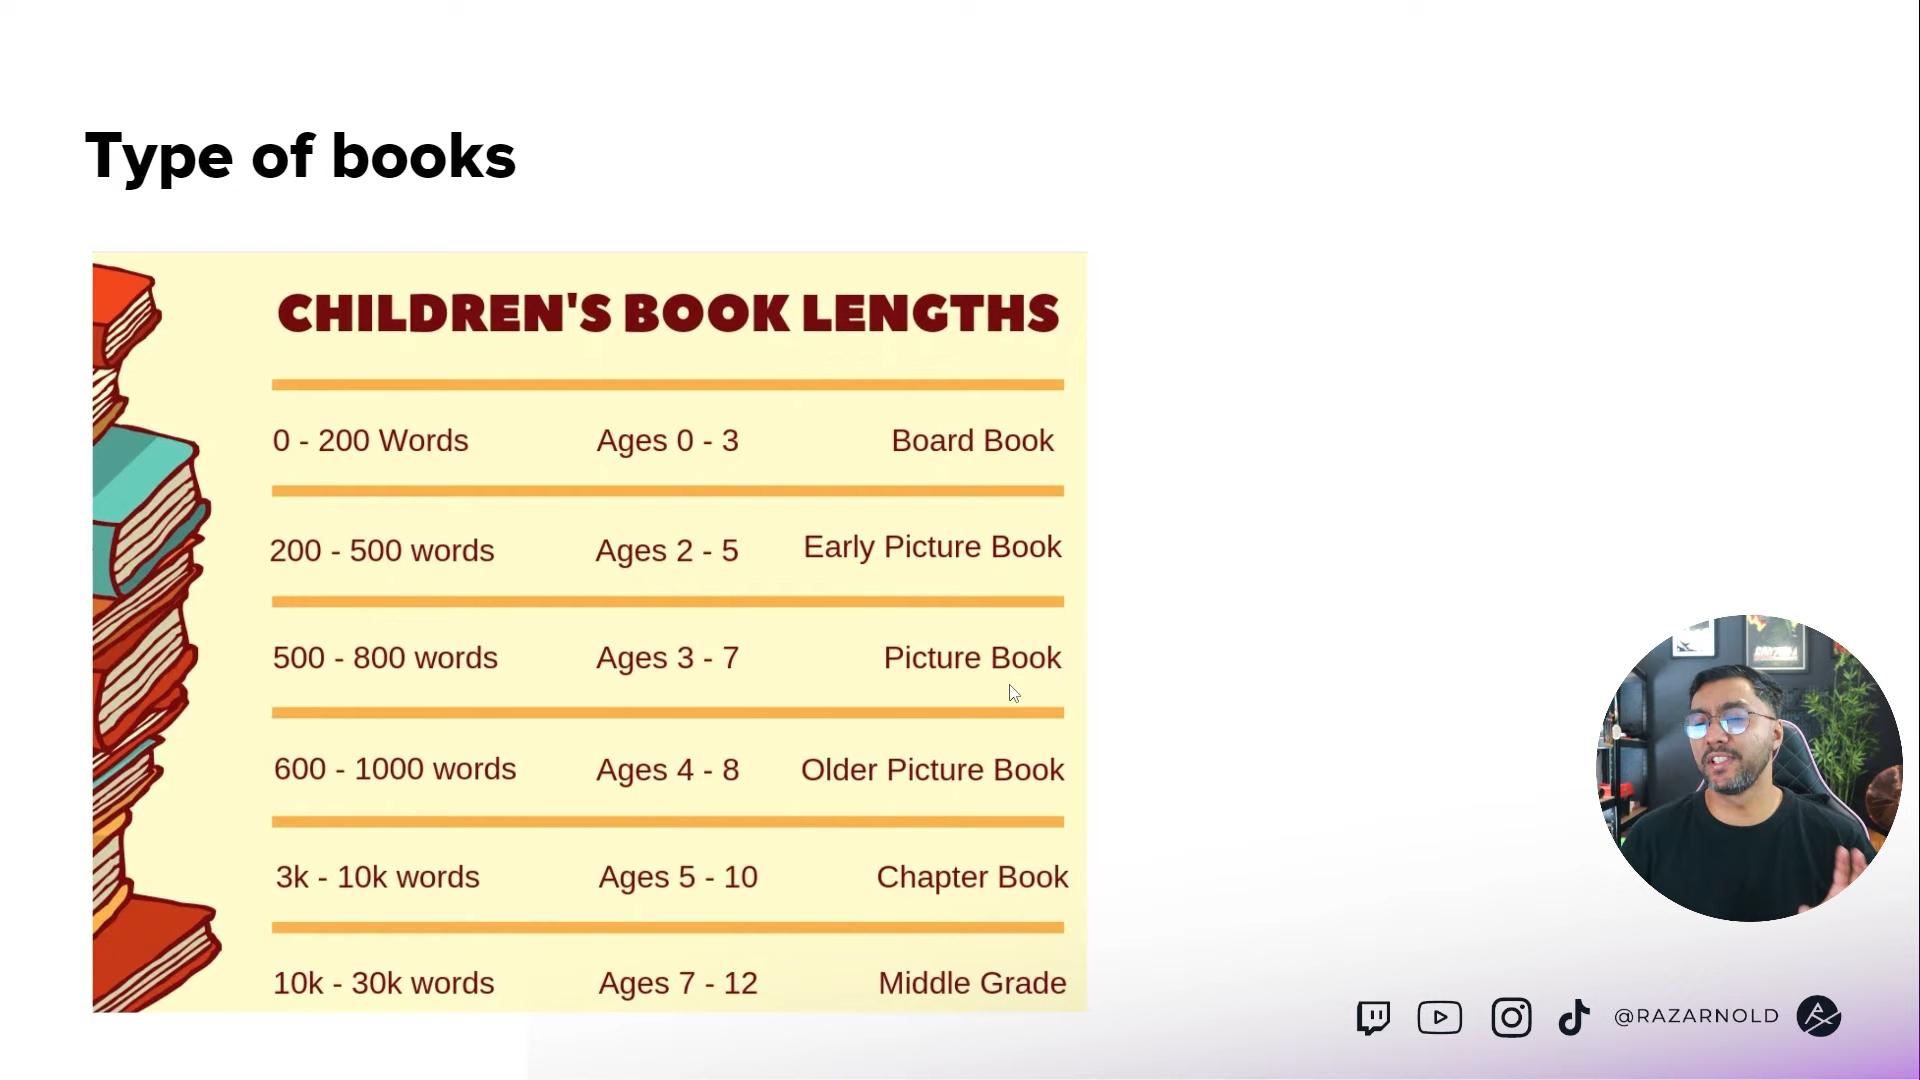 Type of books
CHILDREN'S BOOK LENGTHS
0 - 200 Words Ages 0 - 3 Board Book
200 - 500 words Ages 2 - 5 Early Picture Book
500 - 800 words Ages 3 - 7 Picture Book
600 - 1000 words Ages 4 - 8 Older Picture Book
3k - 10k words Ages 5 - 10 Chapter Book
10k - 30k words Ages 7 - 12 Middle Grade
@RAZARNOLD